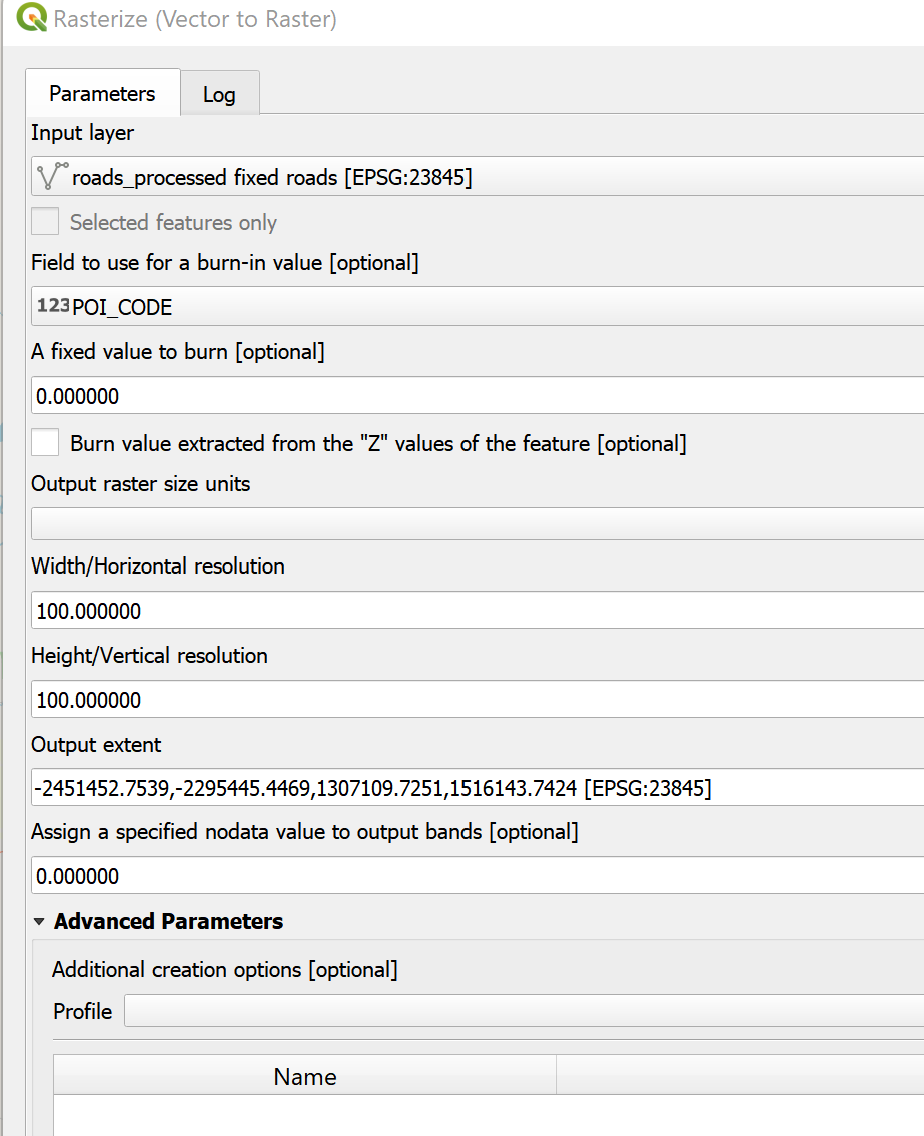 Rasterize (Vector to Raster)
Parameters
Log
Input layer
roads_processed fixed roads [EPSG:23845]
Selected features only
Field to use for a burn-in value [optional]
123 POI_CODE
A fixed value to burn [optional]
0.000000
Burn value extracted from the "Z" values of the feature [optional]
Output raster size units
Width/Horizontal resolution
100.000000
Height/Vertical resolution
100.000000
Output extent
-2451452.7539,-2295445.4469,1307109.7251,1516143.7424 [EPSG:23845]
Assign a specified nodata value to output bands [optional]
0.000000
Advanced Parameters
Additional creation options [optional]
Profile
Name